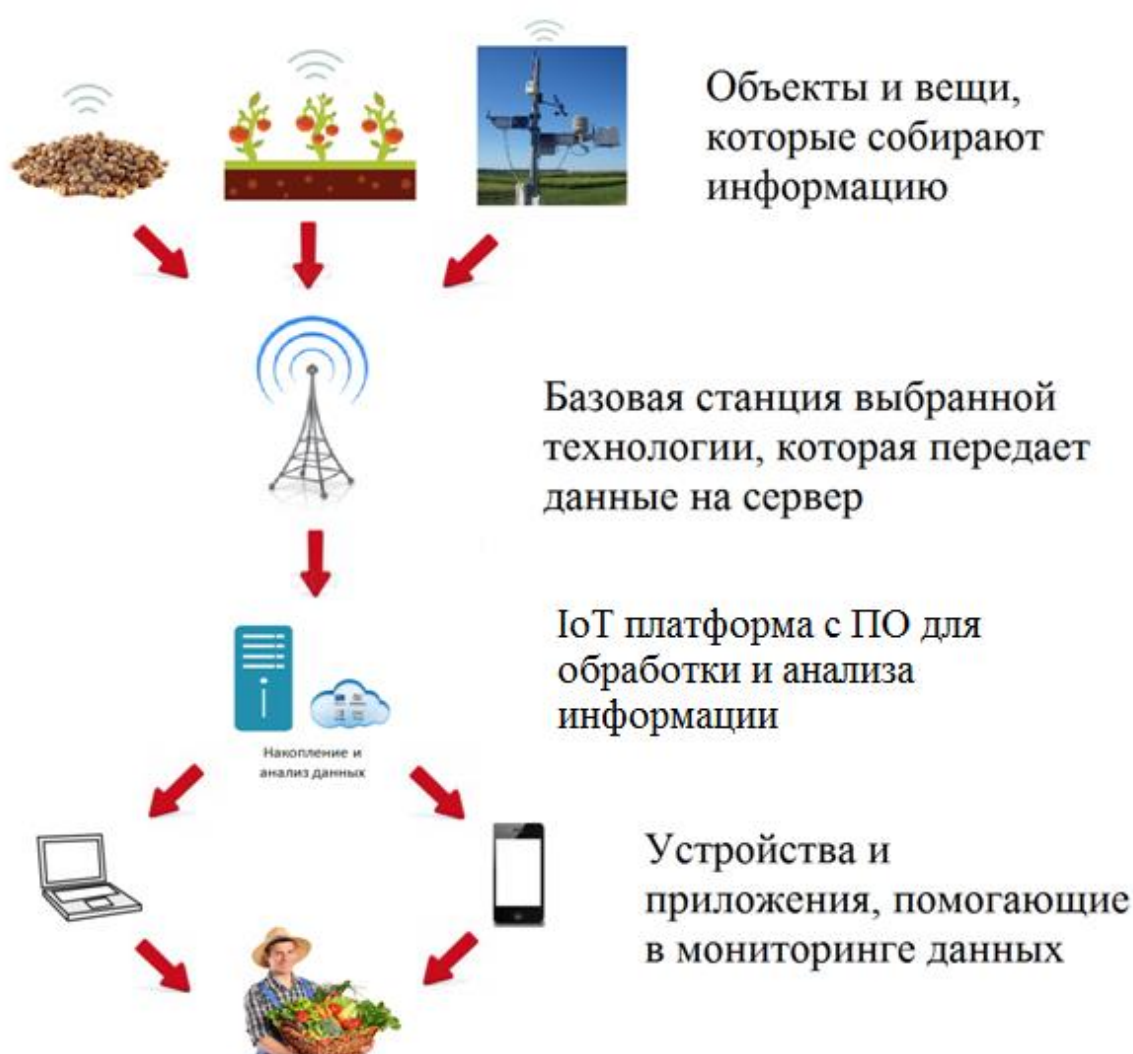 Объекты и вещи,
которые собирают
информацию
Базовая станция выбранной
технологии, которая передает
данные на сервер
IoT платформа с ПО для
обработки и анализа
информации
Накопление и
анализ данных
Устройства и
приложения, помогающие
в мониторинге данных